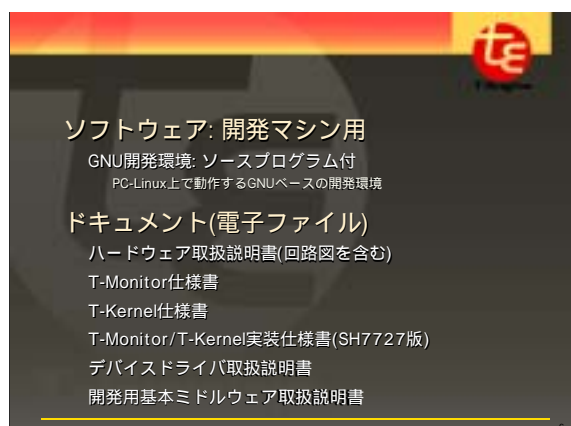 ソフトウェア: 開発マシン用
GNU開発環境: ソースプログラム付
PC-Linux上で動作するGNUベースの開発環境
ドキュメント(電子ファイル)
ハードウェア取扱説明書(回路図を含む)
T-Monitor仕様書
T-Kernel仕様書
T-Monitor/T-Kernel実装仕様書(SH7727版)
デバイスドライバ取扱説明書
開発用基本ミドルウェア取扱説明書